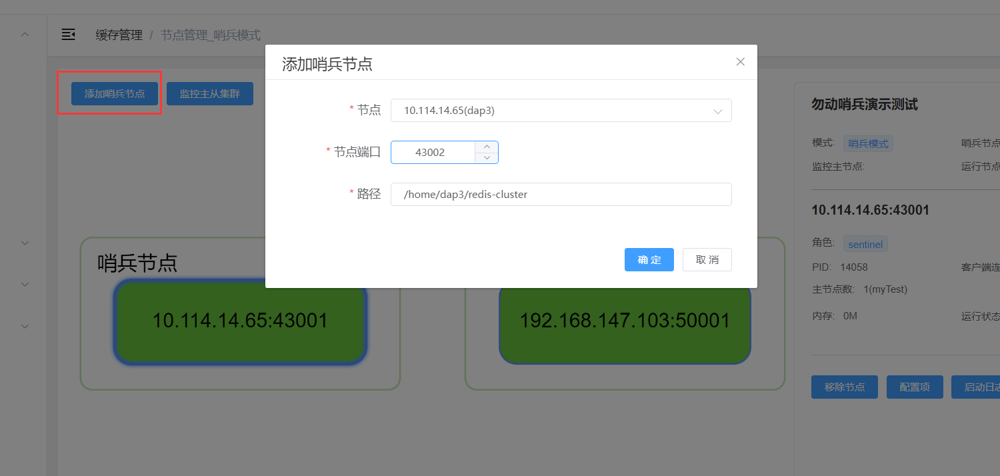 缓存管理 / 节点管理_哨兵模式
添加哨兵节点
监控主从集群
添加哨兵节点
* 节点 10.114.14.65(dap3)
* 节点端口 43002
* 路径 /home/dap3/redis-cluster
确 定
取 消
哨兵节点
10.114.14.65:43001
192.168.147.103:50001
勿动哨兵演示测试
模式: 哨兵模式 哨兵节点
监控主节点: 运行节点
10.114.14.65:43001
角色: sentinel
PID: 14058 客户端连
主节点数: 1(myTest)
内存: 0M 运行状态
移除节点 配置项 启动日志